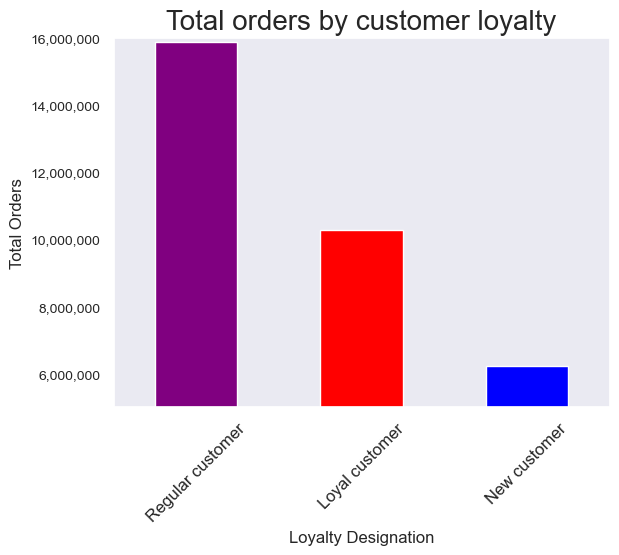 Total orders by customer loyalty
16,000,000
14,000,000
12,000,000
10,000,000
8,000,000
6,000,000
Total Orders
Regular customer
Loyal customer
New customer
Loyalty Designation